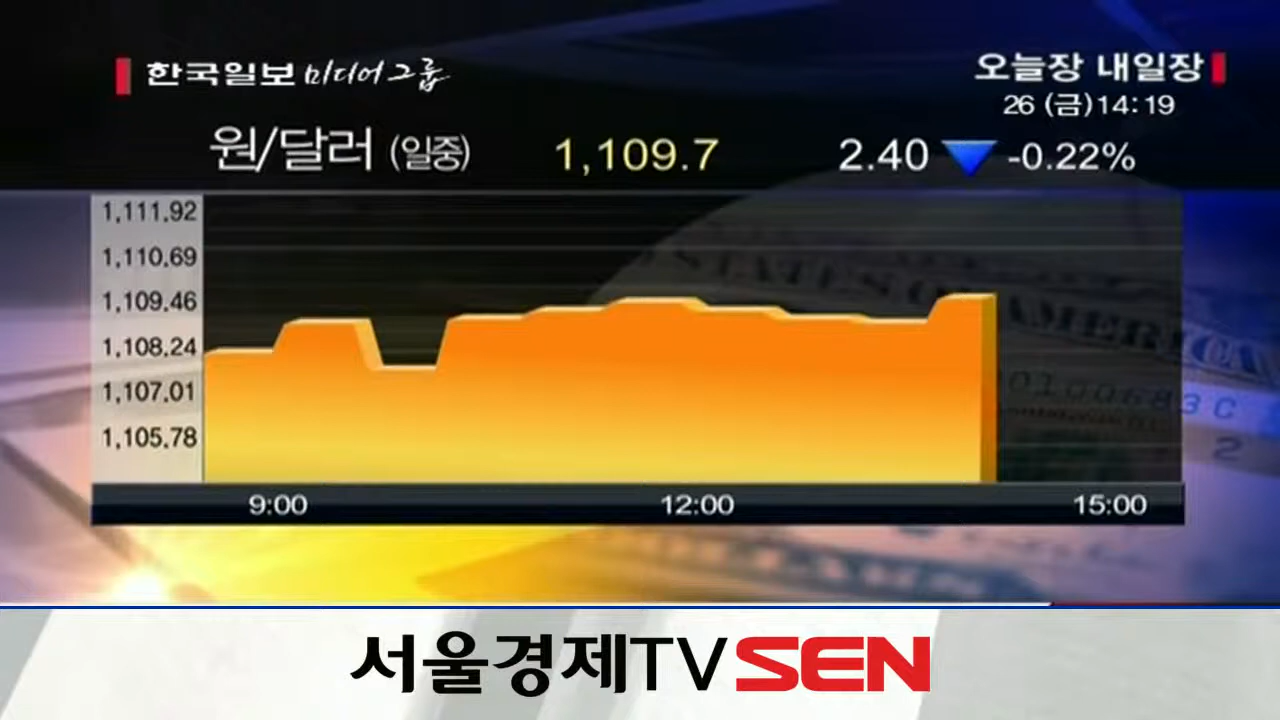 한국일보 미디어그룹
오늘장 내일장
26 (금) 14:19
원/달러 (일중) 1,109.7 2.40 ▼ -0.22%
1,111.92
1,110.69
1,109.46
1,108.24
1,107.01
1,105.78
9:00 12:00 15:00
STATES OF AMERICA
서울경제TV SEN